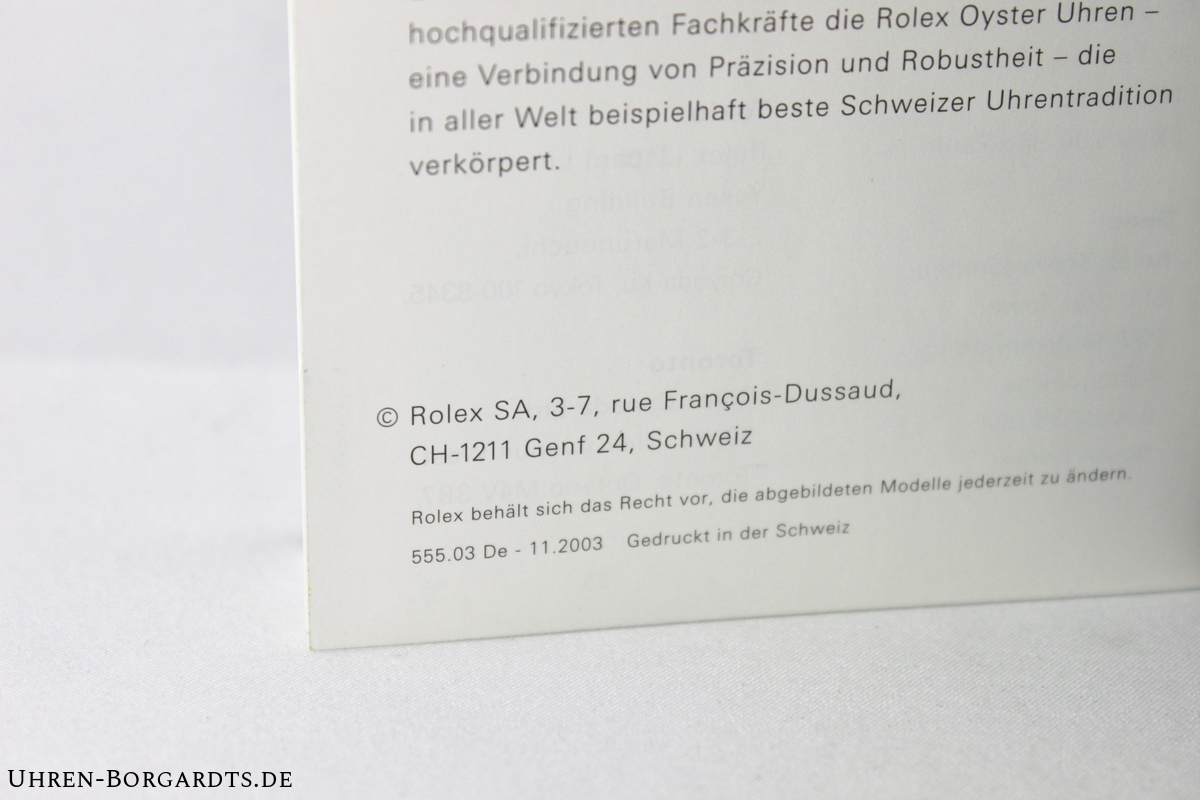 hochqualifizierten Fachkräfte die Rolex Oyster Uhren –
eine Verbindung von Präzision und Robustheit – die
in aller Welt beispielhaft beste Schweizer Uhrentradition
verkörpert.
© Rolex SA, 3-7, rue François-Dussaud,
CH-1211 Genf 24, Schweiz
Rolex behält sich das Recht vor, die abgebildeten Modelle jederzeit zu ändern.
555.03 De - 11.2003 Gedruckt in der Schweiz
UHREN-BORGARDTS.DE